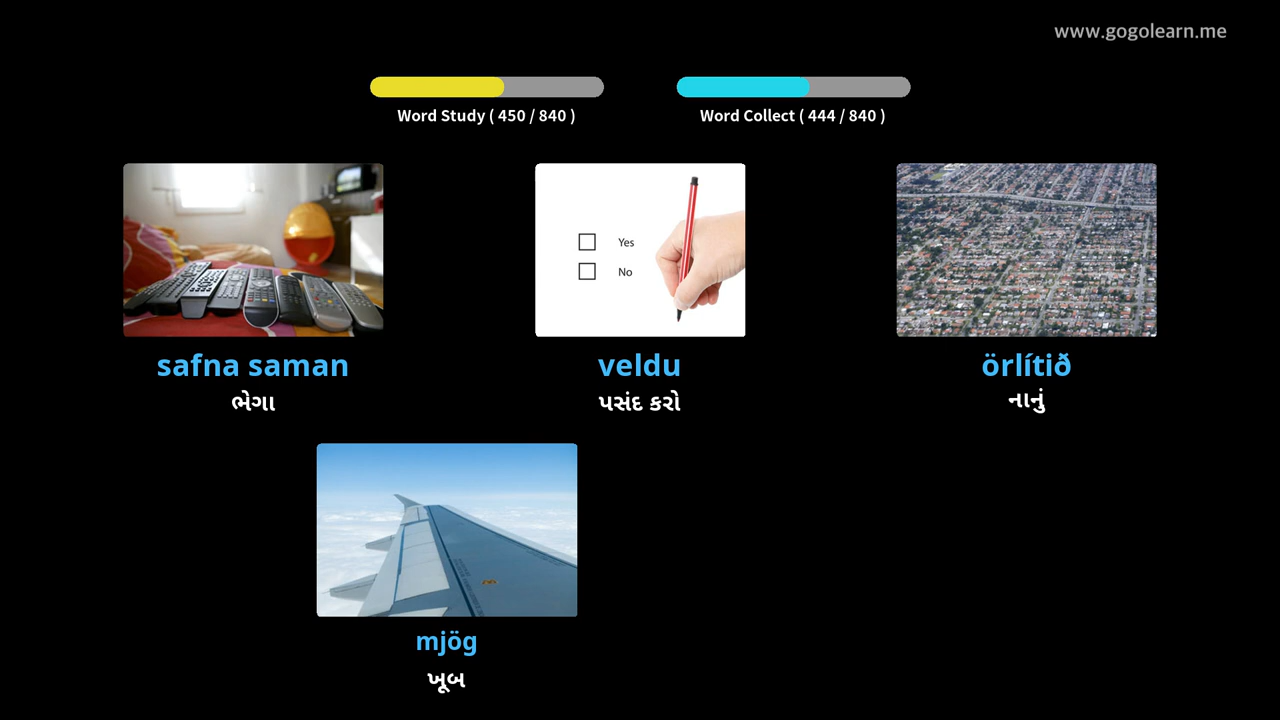 www.gogolearn.me
Word Study ( 450 / 840 )
Word Collect ( 444 / 840 )
Yes
No
safna saman
ભેગા
veldu
પસંદ કરો
örlítið
નાનું
mjög
ખૂબ